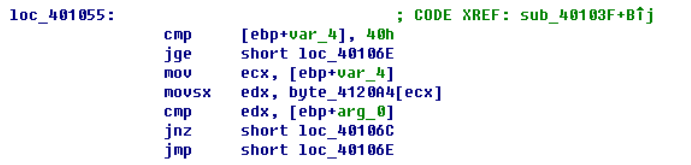 loc_401055: ; CODE XREF: sub_40103F+Bîj
cmp [ebp+var_4], 40h
jge short loc_40106E
mov ecx, [ebp+var_4]
movsx edx, byte_4120A4[ecx]
cmp edx, [ebp+arg_0]
jnz short loc_40106C
jmp short loc_40106E